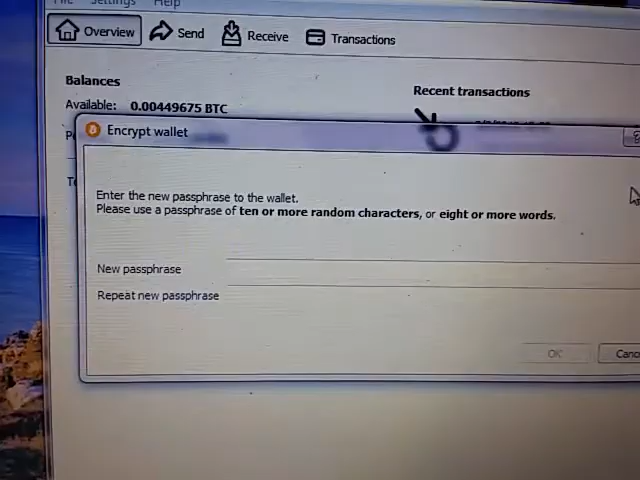 Settings Help
Overview Send Receive Transactions
Balances
Recent transactions
Available: 0.00449675 BTC
Encrypt wallet
Enter the new passphrase to the wallet.
Please use a passphrase of ten or more random characters, or eight or more words.
New passphrase
Repeat new passphrase
OK